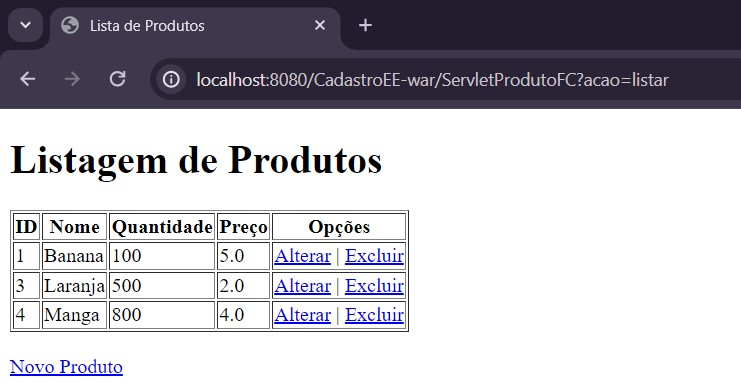 Lista de Produtos
localhost:8080/CadastroEE-war/ServletProdutoFC?acao=listar
Listagem de Produtos
ID Nome Quantidade Preço Opções
1 Banana 100 5.0 Alterar | Excluir
3 Laranja 500 2.0 Alterar | Excluir
4 Manga 800 4.0 Alterar | Excluir
Novo Produto